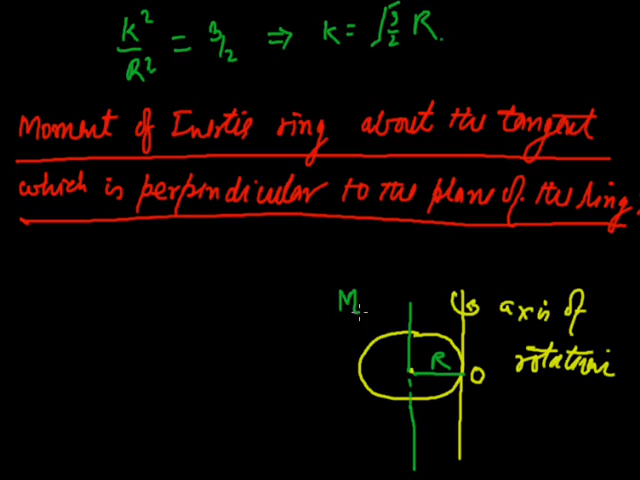 K²/R² = 3/2 ⇒ K = √3/2 R.
Moment of Inertia ring about the tangent
which is perpendicular to the plane of the ring.
M
axis of
R
O
rotation